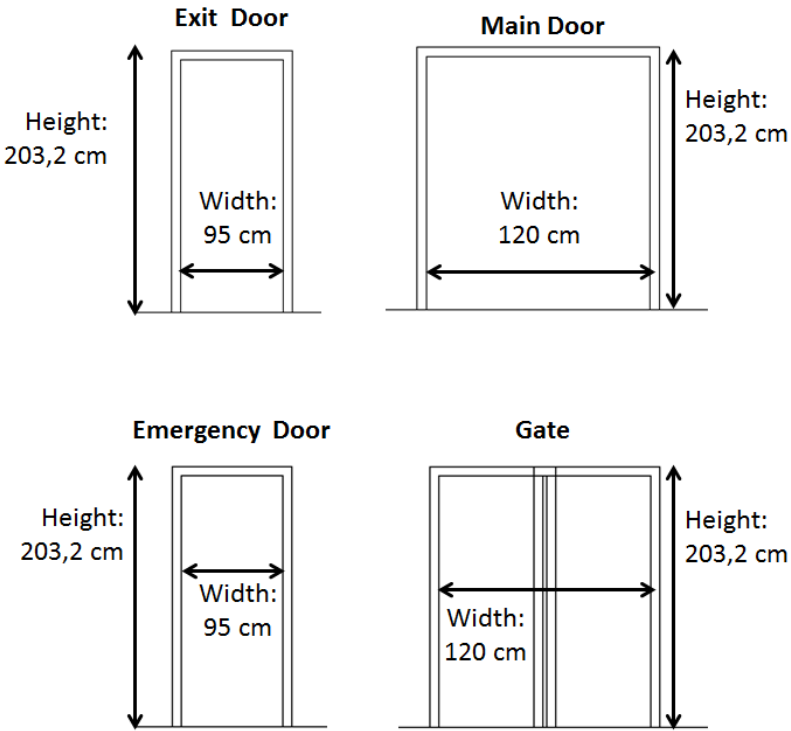 Exit Door
Main Door
Height:
203,2 cm
Width:
95 cm
Width:
120 cm
Height:
203,2 cm
Emergency Door
Gate
Height:
203,2 cm
Width:
95 cm
Width:
120 cm
Height:
203,2 cm